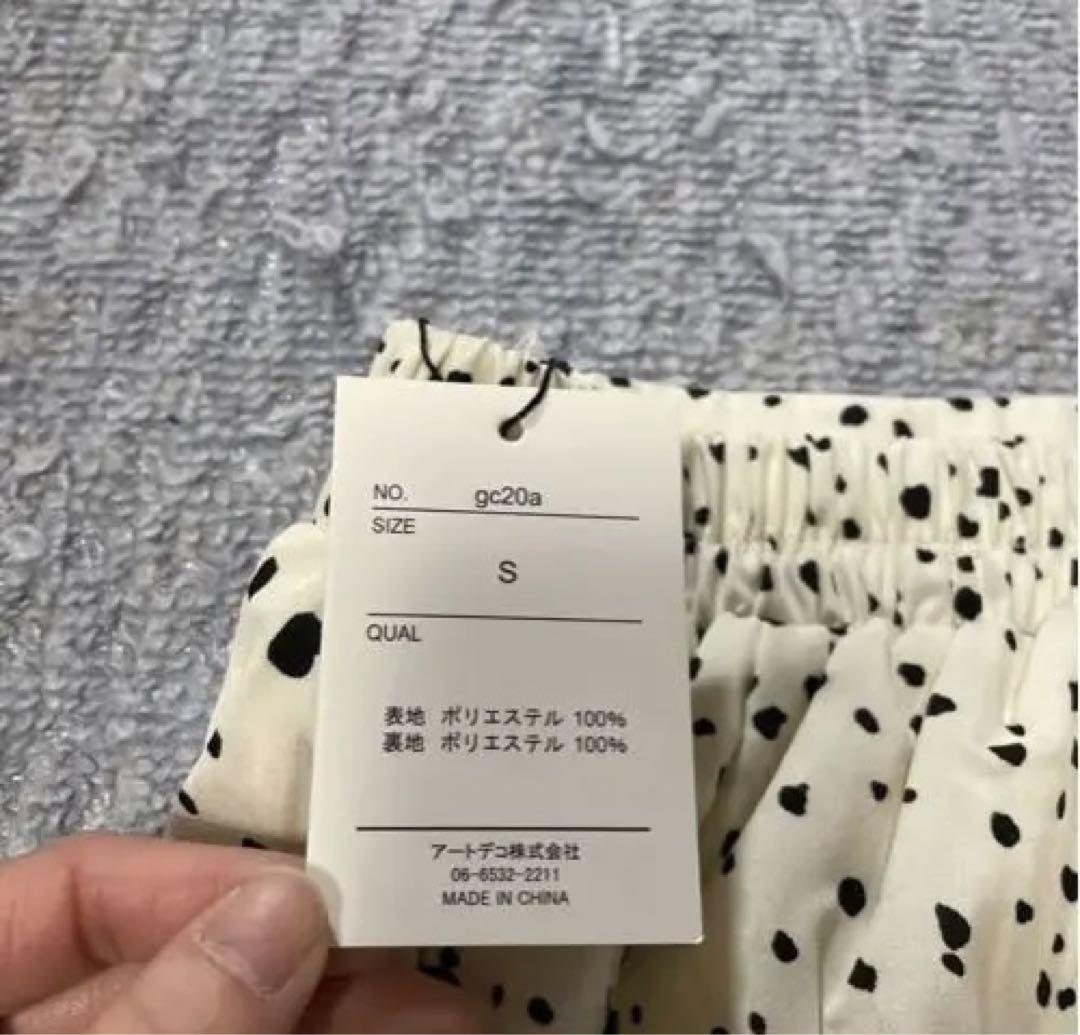 NO. gc20a
SIZE
S
QUAL
表地 ポリエステル 100%
裏地 ポリエステル 100%
アートデコ株式会社
06-6532-2211
MADE IN CHINA